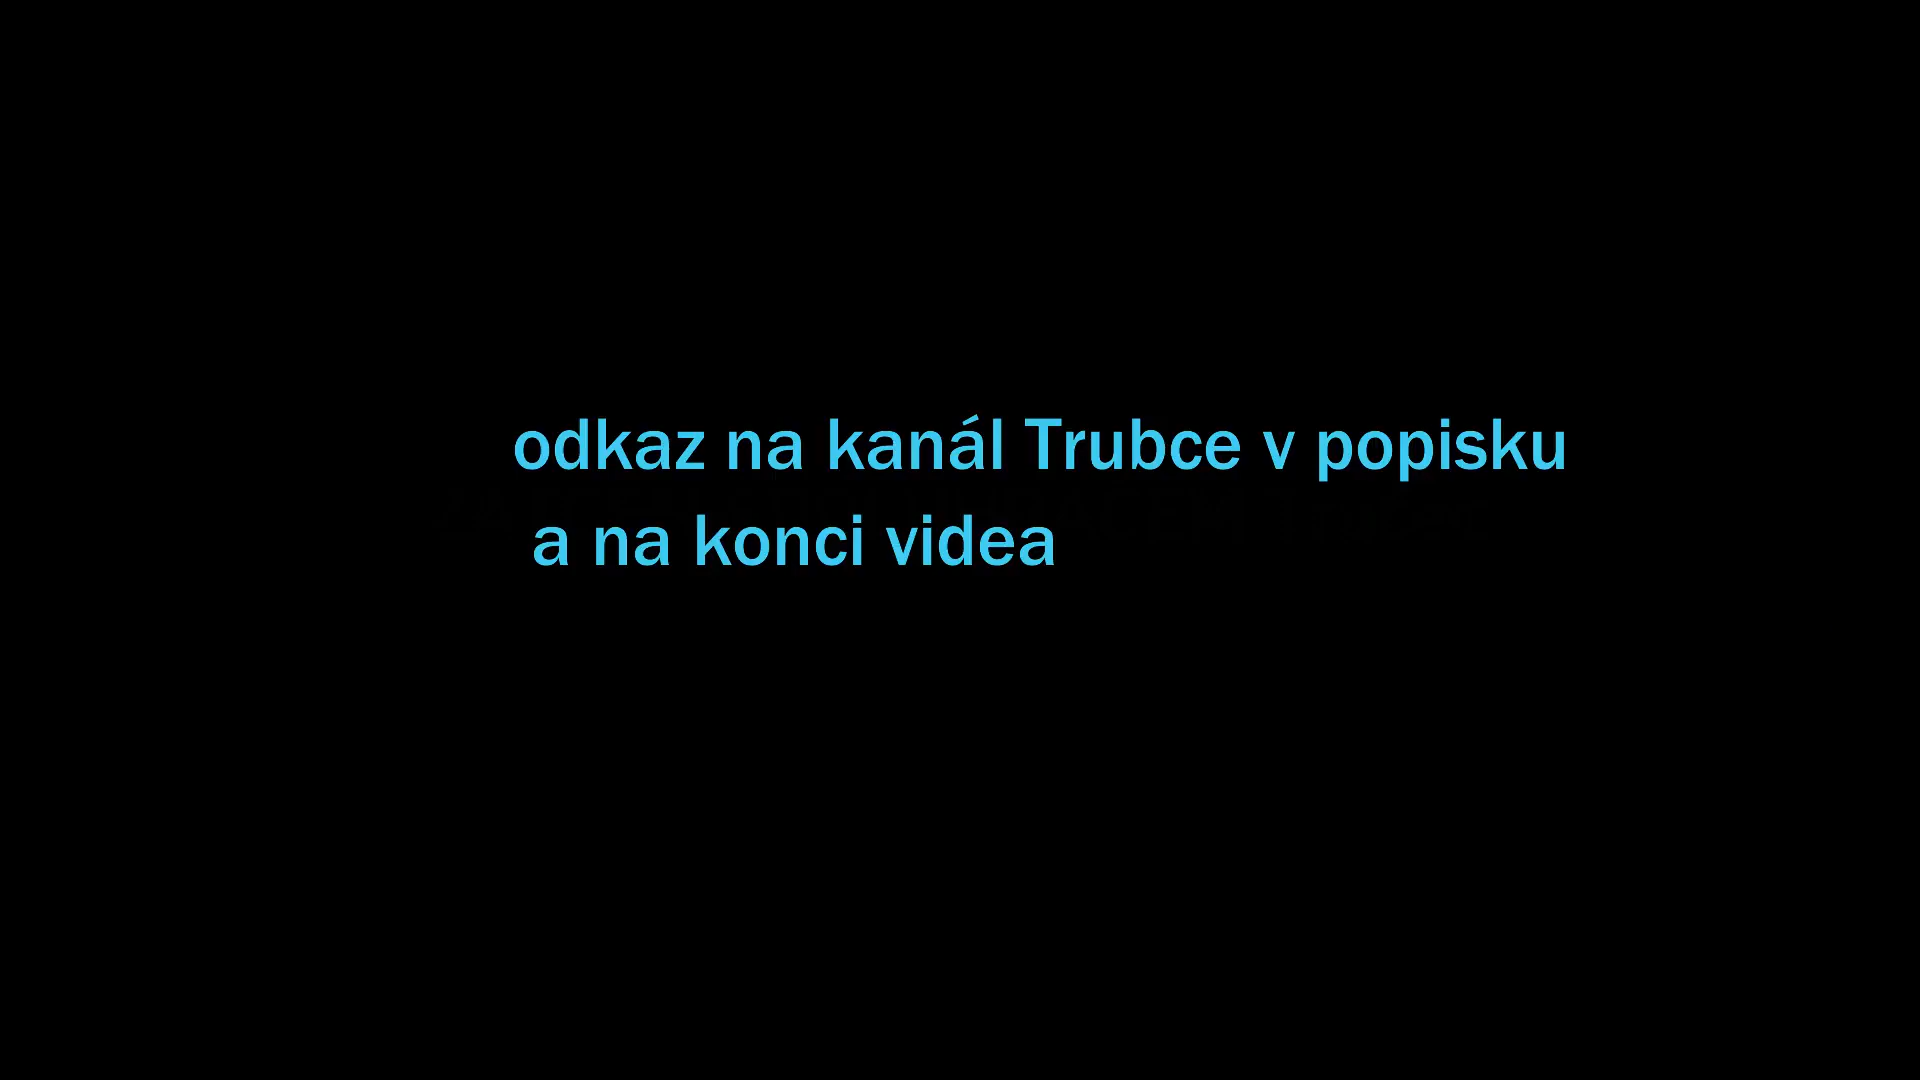 odkaz na kanál Trubce v popisku
a na konci videa